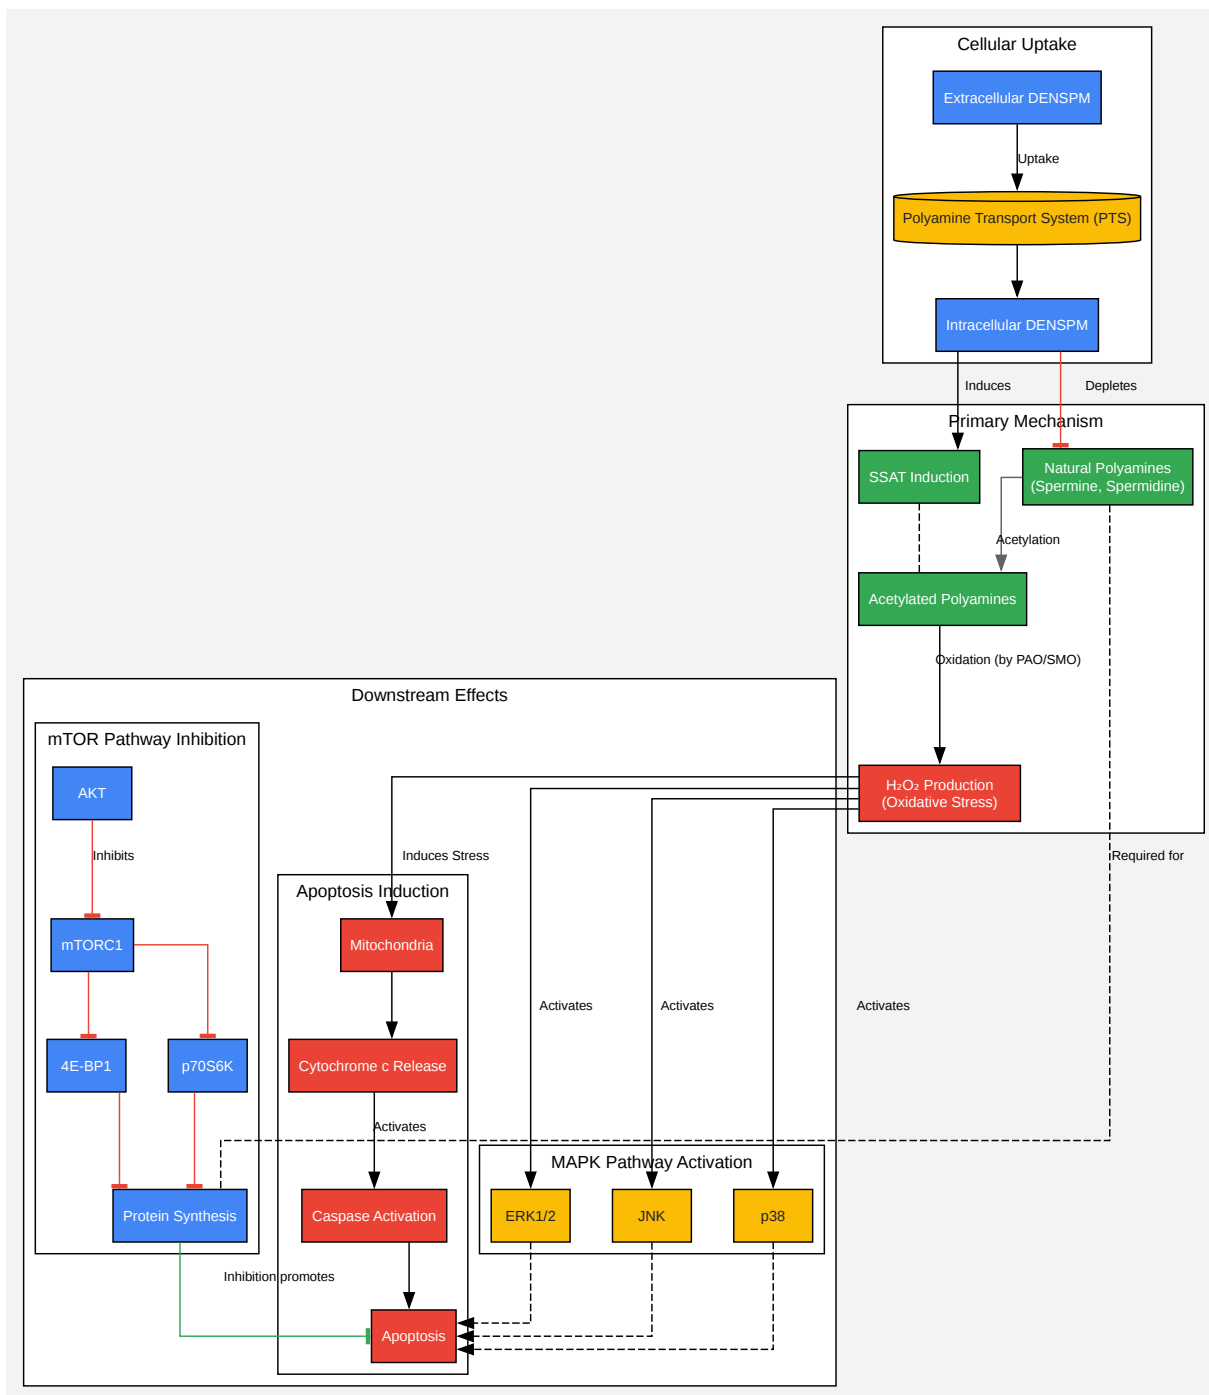 Cellular Uptake
Extracellular DENSPM
Uptake
Polyamine Transport System (PTS)
Intracellular DENSPM
Induces
Depletes
Primary Mechanism
SSAT Induction
Natural Polyamines
(Spermine, Spermidine)
Acetylation
Acetylated Polyamines
Oxidation (by PAO/SMO)
H₂O₂ Production
(Oxidative Stress)
Required for
Downstream Effects
mTOR Pathway Inhibition
AKT
Inhibits
mTORC1
4E-BP1
p70S6K
Protein Synthesis
Inhibition promotes
Induces Stress
Apoptosis Induction
Mitochondria
Cytochrome c Release
Activates
Caspase Activation
Apoptosis
Activates
Activates
Activates
MAPK Pathway Activation
ERK1/2
JNK
p38